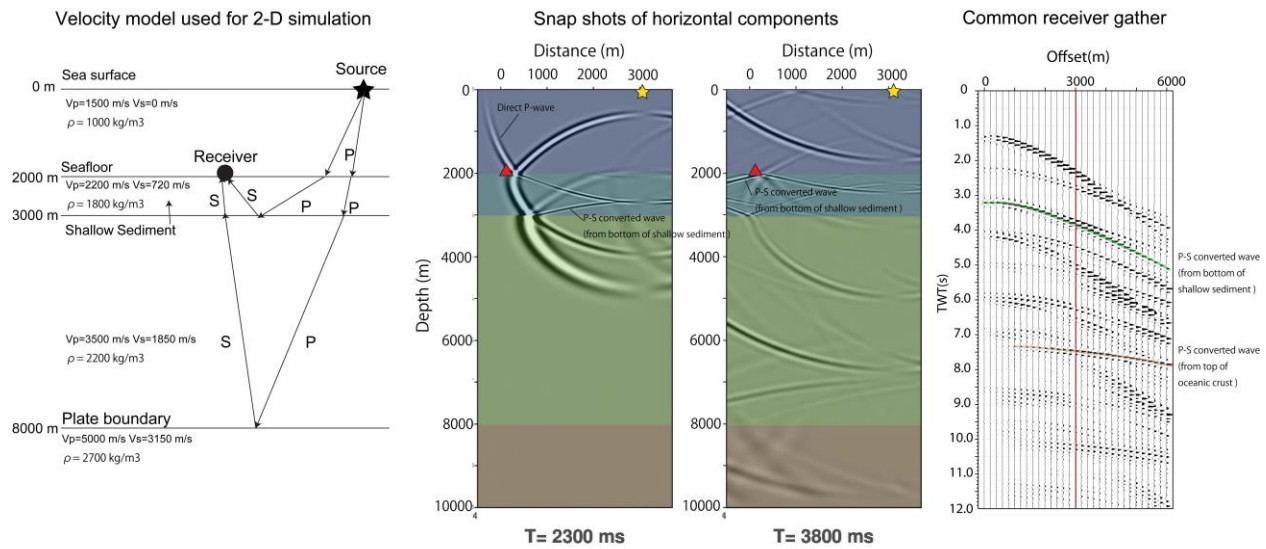 Velocity model used for 2-D simulation
Sea surface
Source
0 m
Vp=1500 m/s Vs=0 m/s
ρ = 1000 kg/m3
P
Receiver
Seafloor
2000 m
Vp=2200 m/s Vs=720 m/s
ρ = 1800 kg/m3
S
S
P
P
3000 m
Shallow Sediment
Vp=3500 m/s Vs=1850 m/s
ρ = 2200 kg/m3
S
P
Plate boundary
8000 m
Vp=5000 m/s Vs=3150 m/s
ρ = 2700 kg/m3
Snap shots of horizontal components
Distance (m)
0 1000 2000 3000
Depth (m)
0
2000
4000
6000
8000
10000
4
Direct P-wave
P-S converted wave
(from bottom of shallow sediment )
T= 2300 ms
Distance (m)
0 1000 2000 3000
0
2000
4000
6000
8000
10000
4
P-S converted wave
(from bottom of shallow sediment )
T= 3800 ms
Common receiver gather
Offset(m)
0 3000 6000
TWT(s)
0
1.0
2.0
3.0
4.0
5.0
6.0
7.0
8.0
9.0
10.0
11.0
12.0
P-S converted wave
(from bottom of
shallow sediment )
P-S converted wave
(from top of
oceanic crust )